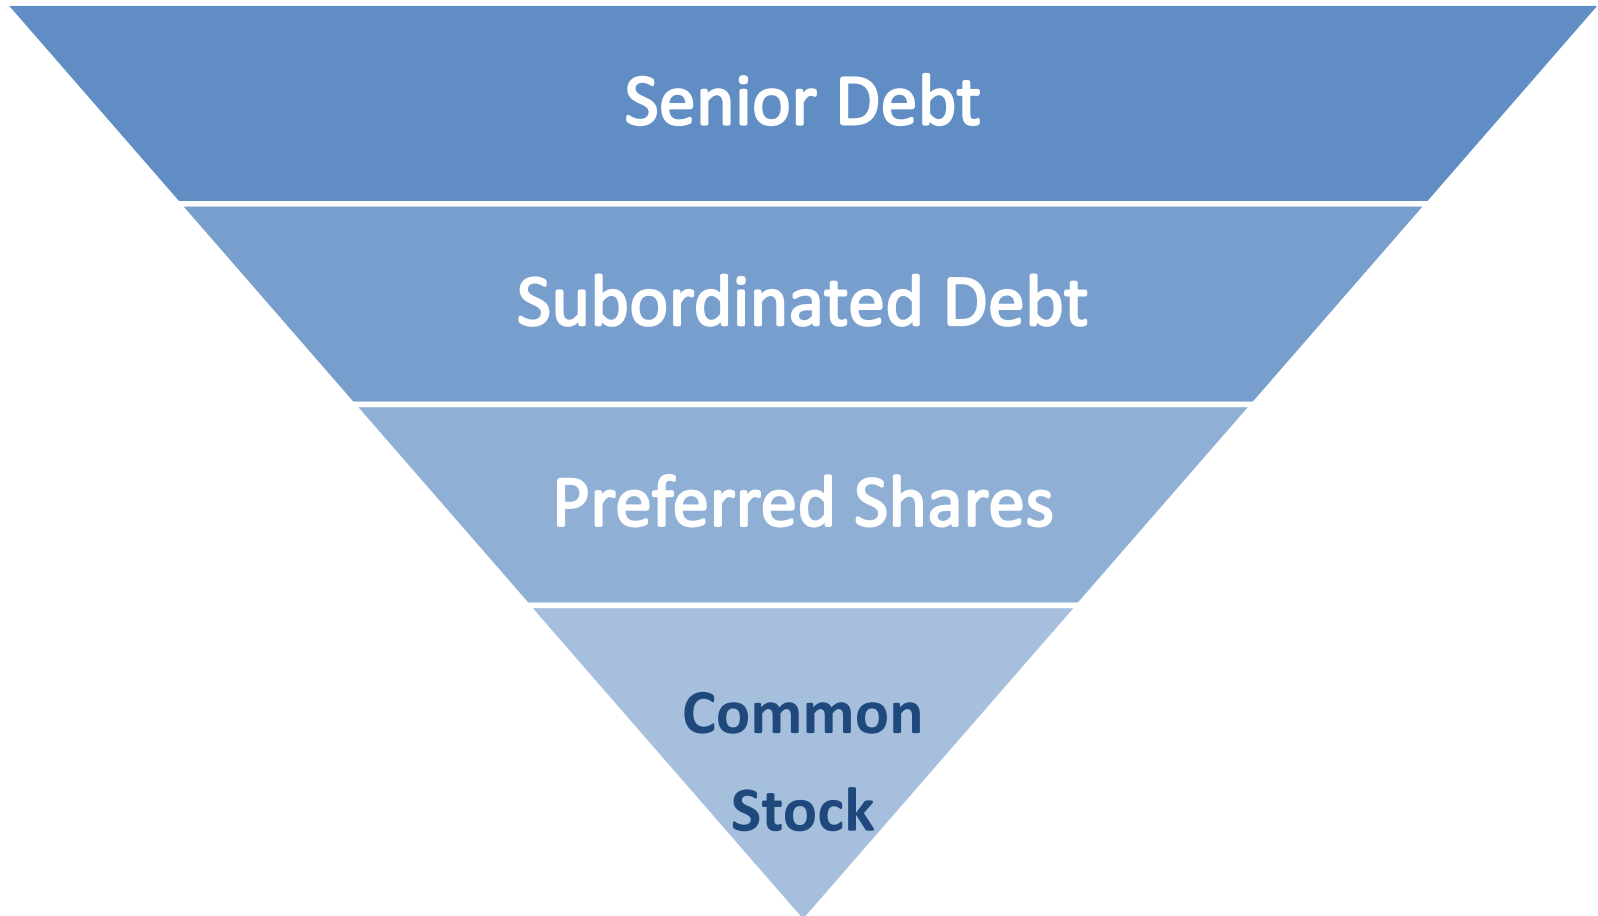 Senior Debt
Subordinated Debt
Preferred Shares
Common
Stock